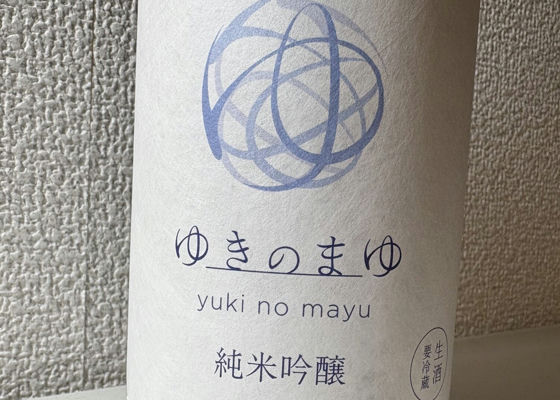 ゆきのまゆ
yuki no mayu
純米吟醸
生酒
要冷蔵